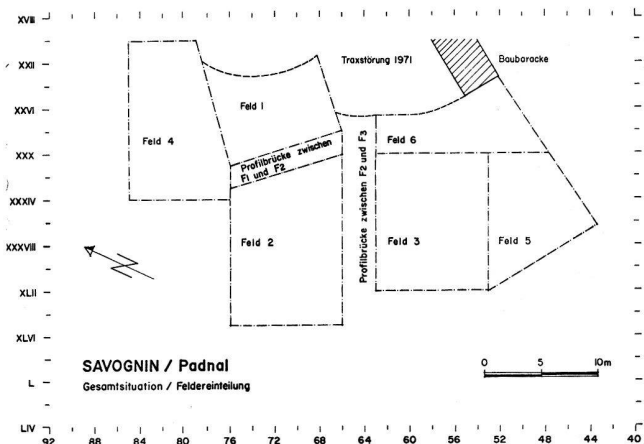 XVIII
XXII
XXVI
XXX
XXXIV
XXXVIII
XLII
XLVI
L
LIV
Traxstörung 1971
Baubaracke
Feld 1
Feld 4
Feld 6
Profilbrücke zwischen
F1 und F2
Profilbrücke zwischen F2 und F3
Feld 2
Feld 3
Feld 5
SAVOGNIN / Padnal
Gesamtsituation / Feldereinteilung
0 5 10m
92 88 84 80 76 72 68 64 60 56 52 48 44 40